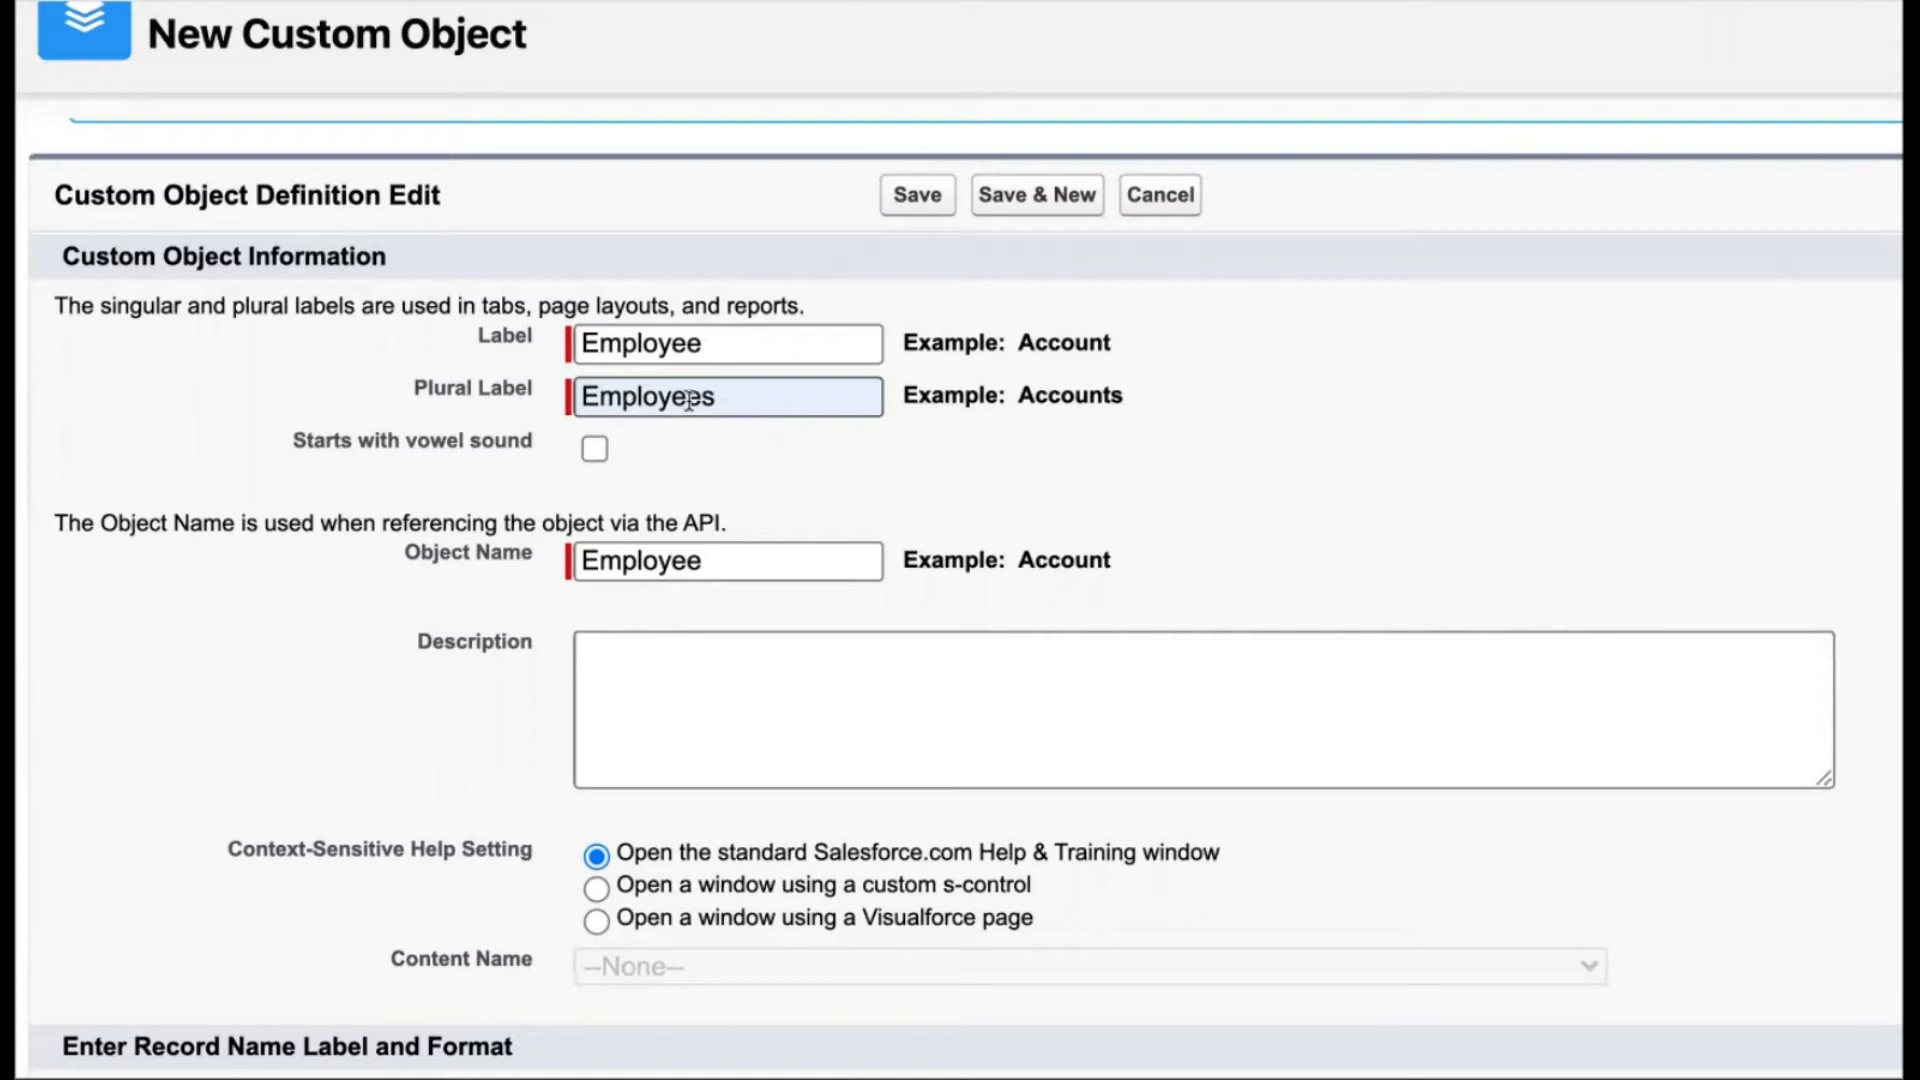 New Custom Object
Custom Object Definition Edit
Save
Save & New
Cancel
Custom Object Information
The singular and plural labels are used in tabs, page layouts, and reports.
Label
Employee
Example: Account
Plural Label
Employees
Example: Accounts
Starts with vowel sound
The Object Name is used when referencing the object via the API.
Object Name
Employee
Example: Account
Description
Context-Sensitive Help Setting
Open the standard Salesforce.com Help & Training window
Open a window using a custom s-control
Open a window using a Visualforce page
Content Name
--None--
Enter Record Name Label and Format